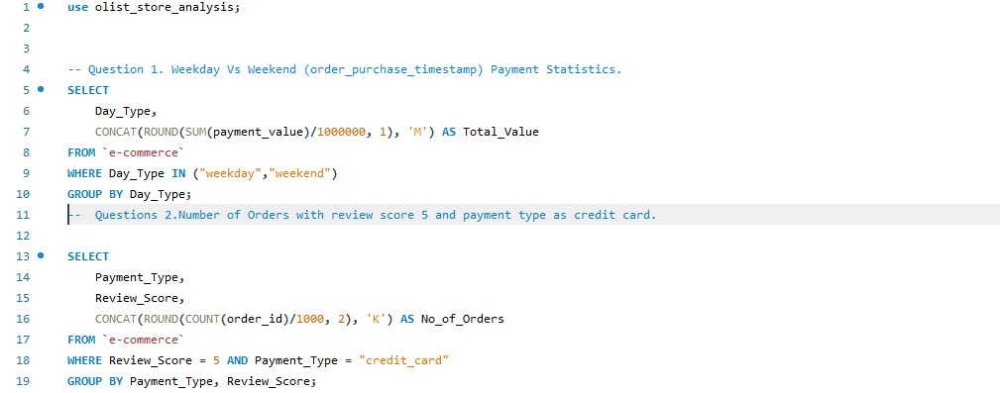 1 use olist_store_analysis;
2
3
4 -- Question 1. Weekday Vs Weekend (order_purchase_timestamp) Payment Statistics.
5 SELECT
6 Day_Type,
7 CONCAT(ROUND(SUM(payment_value)/1000000, 1), 'M') AS Total_Value
8 FROM `e-commerce`
9 WHERE Day_Type IN ("weekday","weekend")
10 GROUP BY Day_Type;
11 -- Questions 2.Number of Orders with review score 5 and payment type as credit card.
12
13 SELECT
14 Payment_Type,
15 Review_Score,
16 CONCAT(ROUND(COUNT(order_id)/1000, 2), 'K') AS No_of_Orders
17 FROM `e-commerce`
18 WHERE Review_Score = 5 AND Payment_Type = "credit_card"
19 GROUP BY Payment_Type, Review_Score;